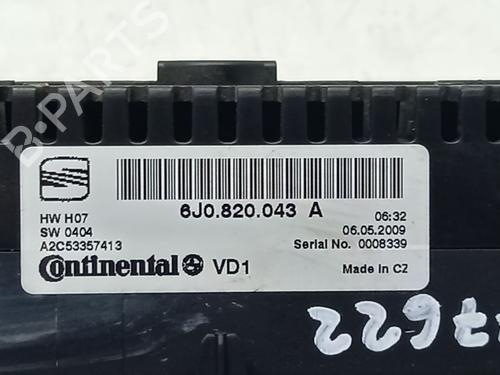 B-PARTS
6J0.820.043 A
HW H07
06:32
SW 0404
06.05.2009
A2C53357413
Serial No. 0008339
Continental VD1
Made in CZ